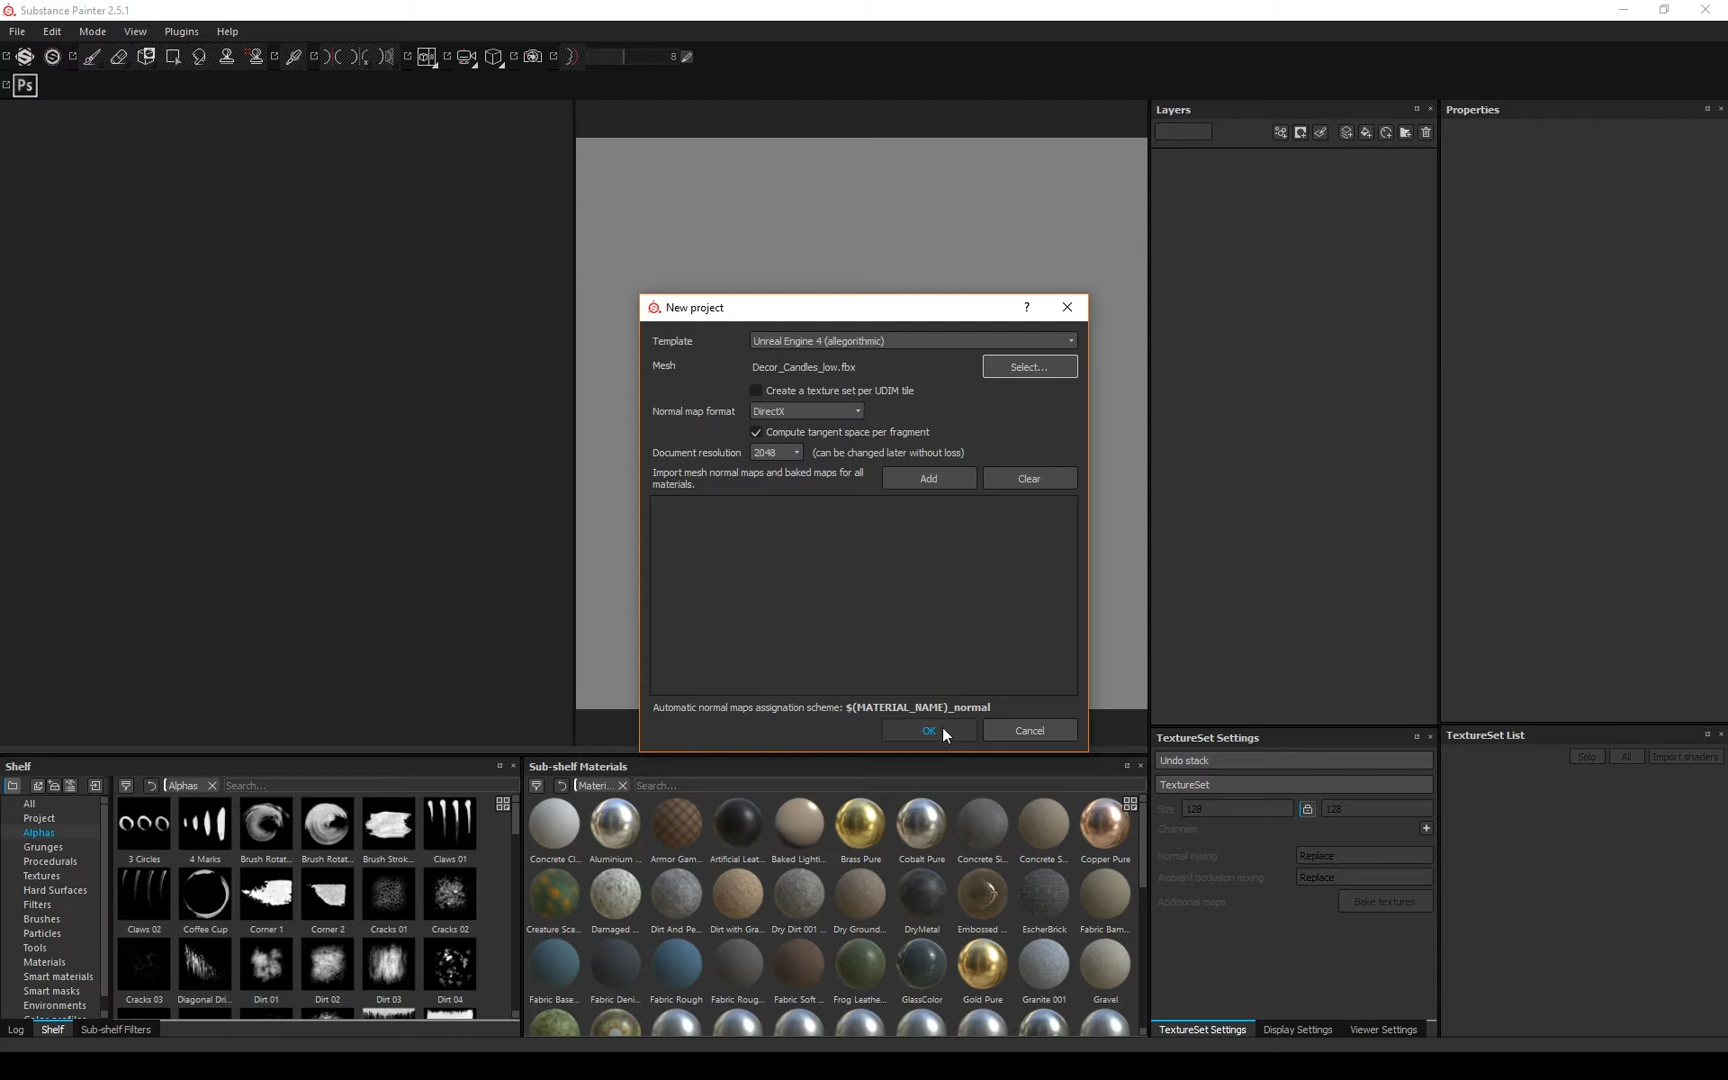 Substance Painter 2.5.1
File Edit Mode View Plugins Help
8
Ps
Layers
Properties
New project
?
Template Unreal Engine 4 (allegorithmic)
Mesh Decor_Candles_low.fbx Select...
Create a texture set per UDIM tile
Normal map format DirectX
Compute tangent space per fragment
Document resolution 2048 (can be changed later without loss)
Import mesh normal maps and baked maps for all
materials.
Add Clear
Automatic normal maps assignation scheme: $(MATERIAL_NAME)_normal
OK Cancel
Shelf
Alphas Search...
All
Project
Alphas
Grunges
Procedurals
Textures
Hard Surfaces
Filters
Brushes
Particles
Tools
Materials
Smart materials
Smart masks
Environments
3 Circles 4 Marks Brush Rotat... Brush Rotat... Brush Strok... Claws 01
Claws 02 Coffee Cup Corner 1 Corner 2 Cracks 01 Cracks 02
Cracks 03 Diagonal Dri... Dirt 01 Dirt 02 Dirt 03 Dirt 04
Log Shelf Sub-shelf Filters
Sub-shelf Materials
Materi... Search...
Concrete Cl... Aluminium ... Armor Gam... Artificial Leat... Baked Lighti... Brass Pure Cobalt Pure Concrete Si... Concrete S... Copper Pure
Creature Sca... Damaged ... Dirt And Pe... Dirt with Gra... Dry Dirt 001 ... Dry Ground... DryMetal Embossed ... EscherBrick Fabric Bam...
Fabric Base... Fabric Deni... Fabric Rough Fabric Roug... Fabric Soft ... Frog Leathe... GlassColor Gold Pure Granite 001 Gravel
TextureSet Settings
Undo stack
TextureSet
Size 128 128
Channels
Normal mixing Replace
Ambient occlusion mixing Replace
Additional maps Bake textures
TextureSet Settings Display Settings Viewer Settings
TextureSet List
Solo All Import shaders